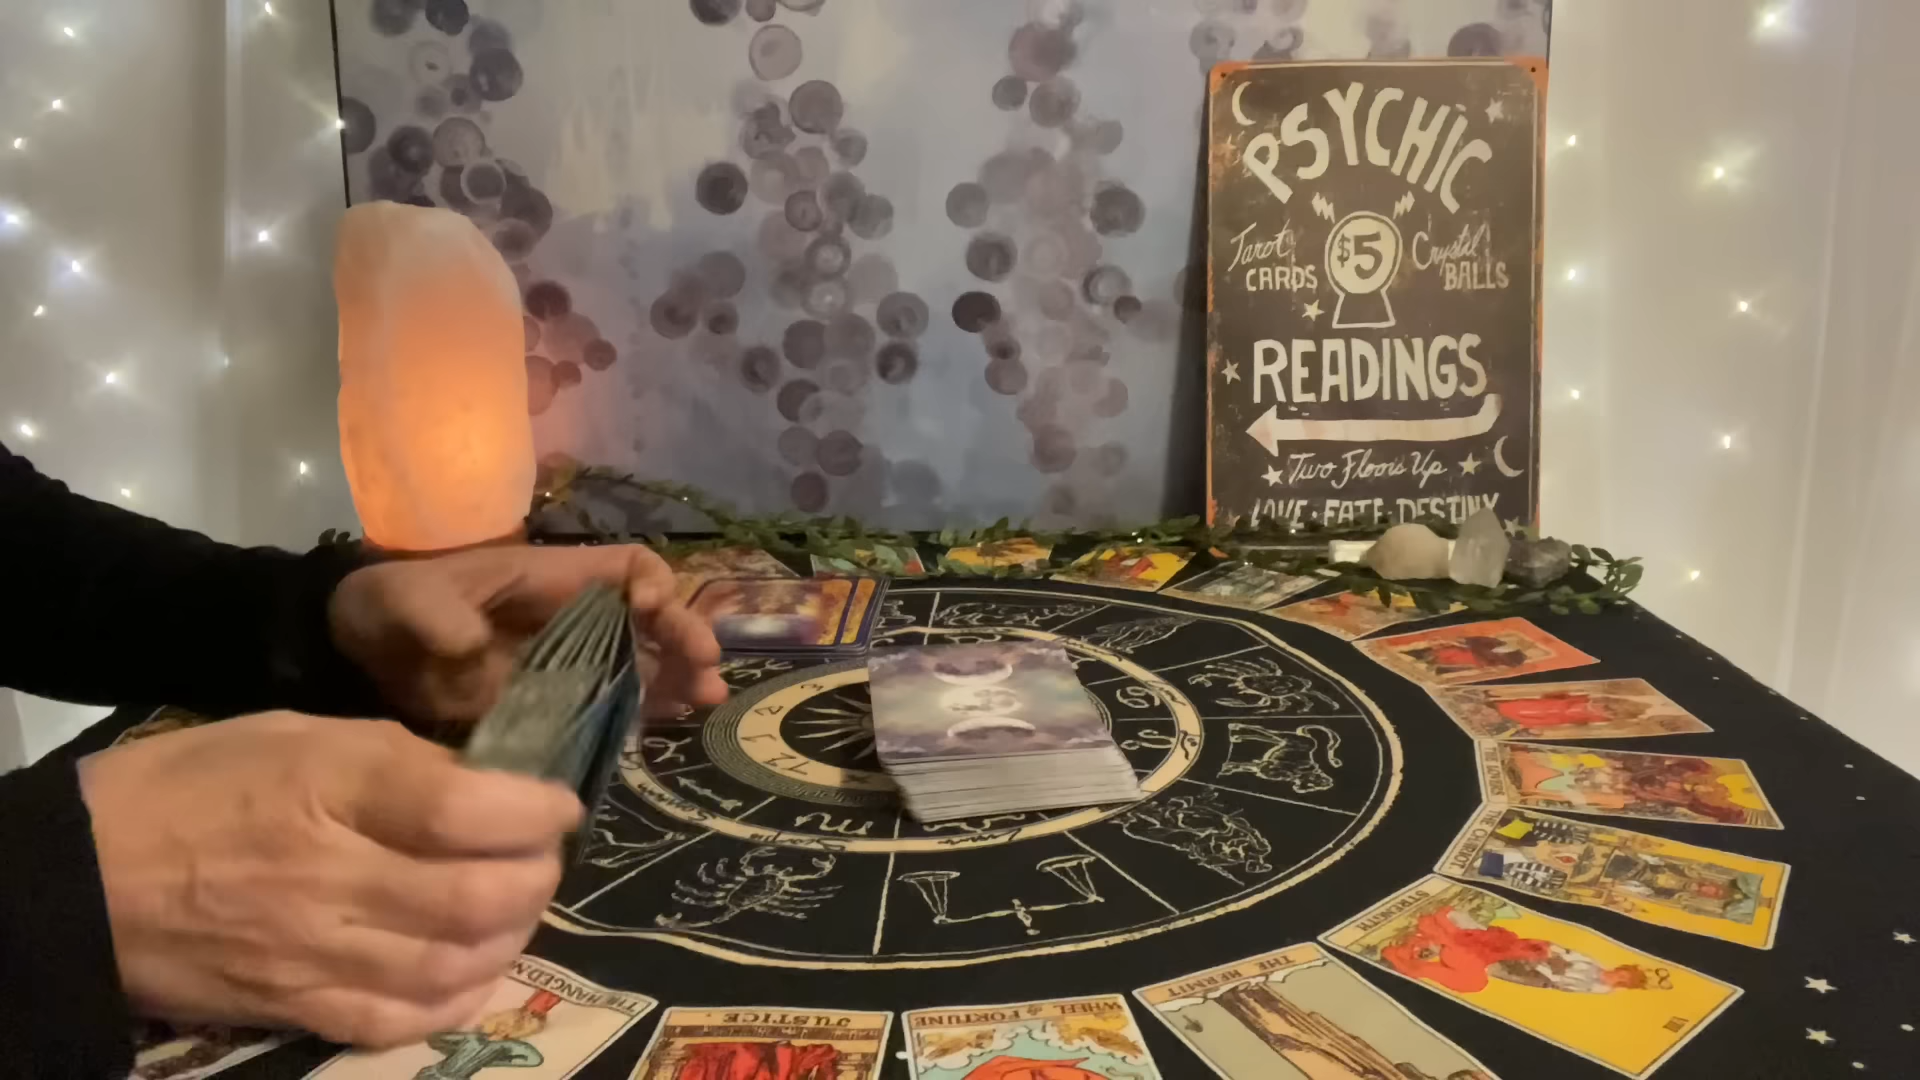 PSYCHIC
Tarot CARDS
$5
Crystal BALLS
READINGS
Two Floors Up
LOVE · FATE · DESTINY
THE LOVERS
THE CHARIOT
STRENGTH
VIII
THE HERMIT
WHEEL of FORTUNE
JUSTICE
THE HANGED